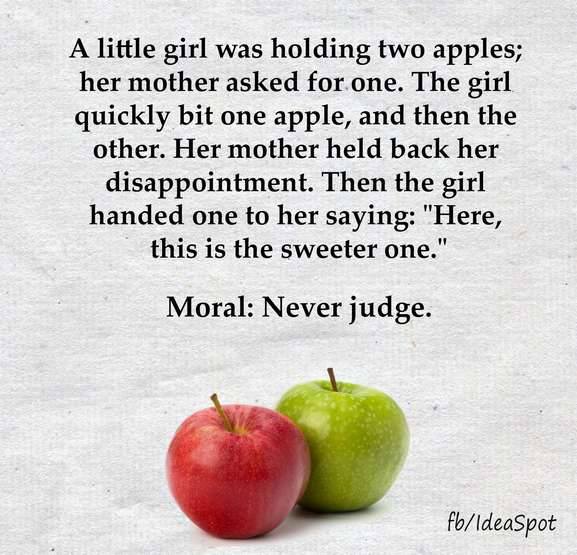 A little girl was holding two apples;
her mother asked for one. The girl
quickly bit one apple, and then the
other. Her mother held back her
disappointment. Then the girl
handed one to her saying: "Here,
this is the sweeter one."
Moral: Never judge.
fb/IdeaSpot